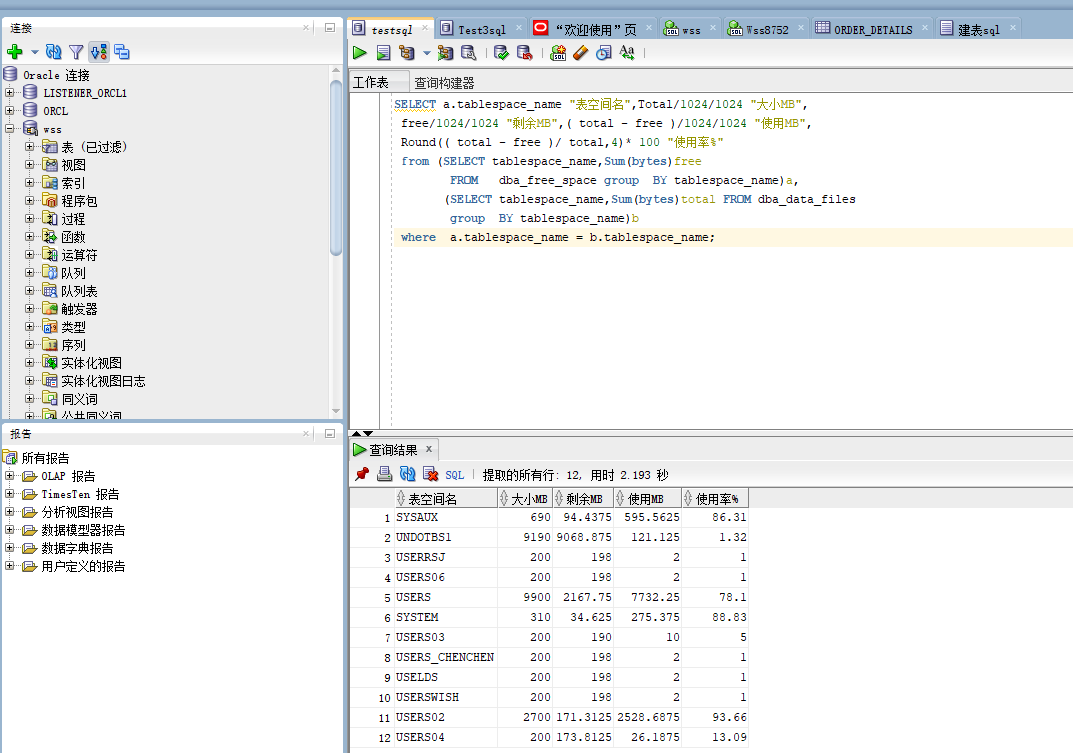 连接
Oracle 连接
LISTENER_ORCL1
ORCL
wss
表 (已过滤)
视图
索引
程序包
过程
函数
运算符
队列
队列表
触发器
类型
序列
实体化视图
实体化视图日志
同义词
公共同义词
报告
所有报告
OLAP 报告
TimesTen 报告
分析视图报告
数据模型器报告
数据字典报告
用户定义的报告
testsql Test3sql “欢迎使用”页 wss Wss8752 ORDER_DETAILS 建表sql
工作表 查询构建器
SELECT a.tablespace_name "表空间名",Total/1024/1024 "大小MB",
free/1024/1024 "剩余MB",( total - free )/1024/1024 "使用MB",
Round(( total - free )/ total,4)* 100 "使用率%"
from (SELECT tablespace_name,Sum(bytes)free
FROM dba_free_space group BY tablespace_name)a,
(SELECT tablespace_name,Sum(bytes)total FROM dba_data_files
group BY tablespace_name)b
where a.tablespace_name = b.tablespace_name;
查询结果
SQL 提取的所有行: 12, 用时 2.193 秒
表空间名 大小MB 剩余MB 使用MB 使用率%
1 SYSAUX 690 94.4375 595.5625 86.31
2 UNDOTBS1 9190 9068.875 121.125 1.32
3 USERRSJ 200 198 2 1
4 USERS06 200 198 2 1
5 USERS 9900 2167.75 7732.25 78.1
6 SYSTEM 310 34.625 275.375 88.83
7 USERS03 200 190 10 5
8 USERS_CHENCHEN 200 198 2 1
9 USELDS 200 198 2 1
10 USERSWISH 200 198 2 1
11 USERS02 2700 171.3125 2528.6875 93.66
12 USERS04 200 173.8125 26.1875 13.09